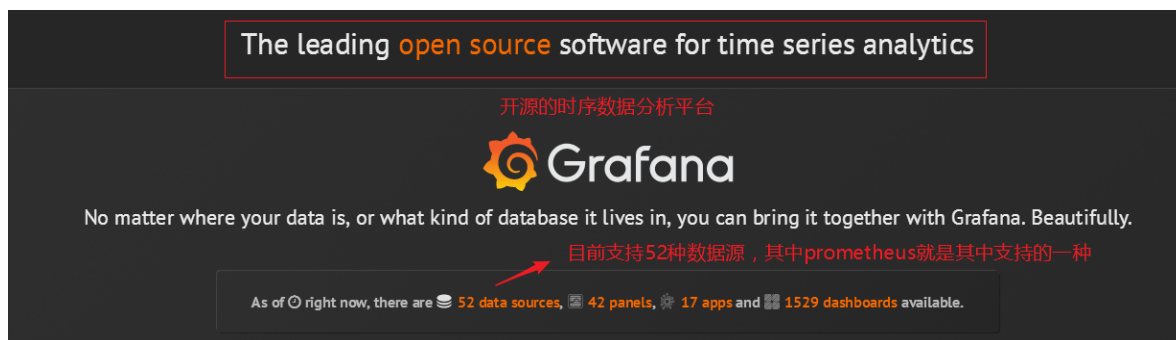 The leading open source software for time series analytics
开源的时序数据分析平台
Grafana
No matter where your data is, or what kind of database it lives in, you can bring it together with Grafana. Beautifully.
目前支持52种数据源，其中prometheus就是其中支持的一种
As of right now, there are 52 data sources, 42 panels, 17 apps and 1529 dashboards available.